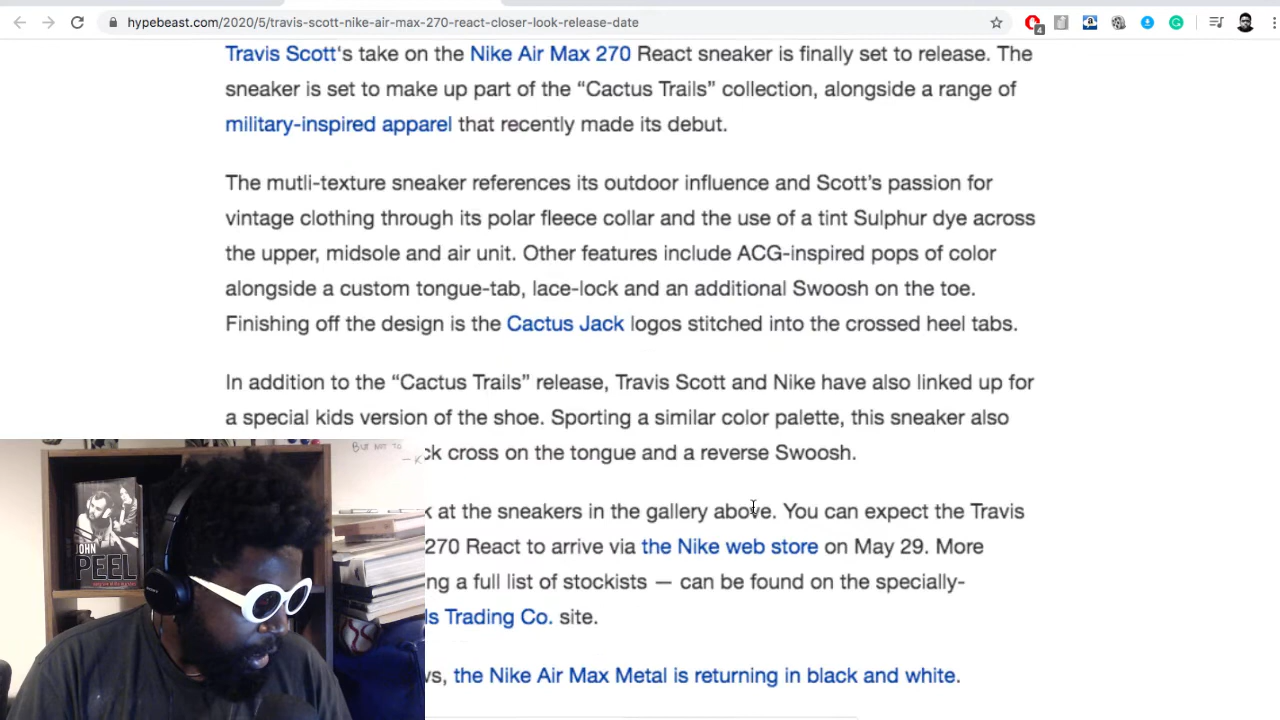 hypebeast.com/2020/5/travis-scott-nike-air-max-270-react-closer-look-release-date
4
Travis Scott's take on the Nike Air Max 270 React sneaker is finally set to release. The
sneaker is set to make up part of the “Cactus Trails” collection, alongside a range of
military-inspired apparel that recently made its debut.
The mutli-texture sneaker references its outdoor influence and Scott’s passion for
vintage clothing through its polar fleece collar and the use of a tint Sulphur dye across
the upper, midsole and air unit. Other features include ACG-inspired pops of color
alongside a custom tongue-tab, lace-lock and an additional Swoosh on the toe.
Finishing off the design is the Cactus Jack logos stitched into the crossed heel tabs.
In addition to the “Cactus Trails” release, Travis Scott and Nike have also linked up for
a special kids version of the shoe. Sporting a similar color palette, this sneaker also
ck cross on the tongue and a reverse Swoosh.
k at the sneakers in the gallery above. You can expect the Travis
270 React to arrive via the Nike web store on May 29. More
ng a full list of stockists — can be found on the specially-
ls Trading Co. site.
ws, the Nike Air Max Metal is returning in black and white.
BUT NOT TO
JOHN
PEEL